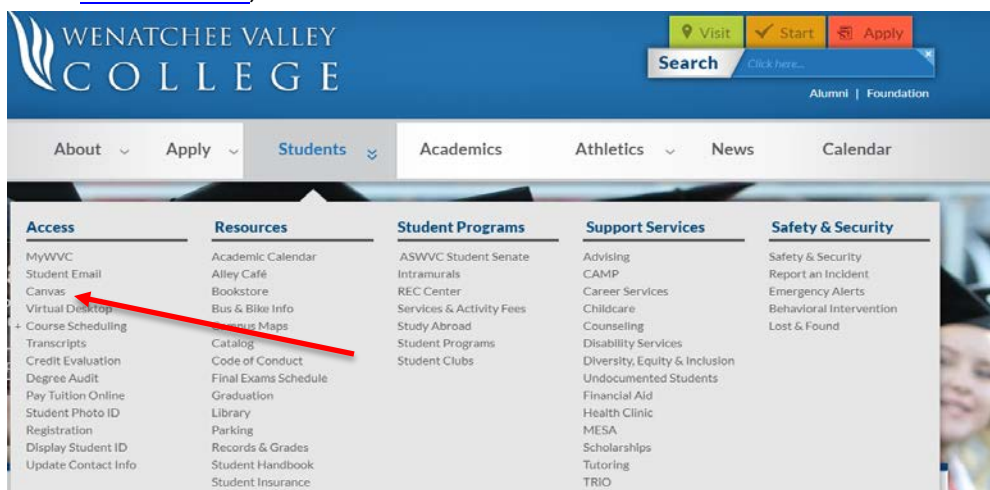 WENATCHEE VALLEY
COLLEGE
Visit
Start
Apply
Search
Click here...
Alumni | Foundation
About
Apply
Students
Academics
Athletics
News
Calendar
Access
MyWVC
Student Email
Canvas
Virtual Desktop
+ Course Scheduling
Transcripts
Credit Evaluation
Degree Audit
Pay Tuition Online
Student Photo ID
Registration
Display Student ID
Update Contact Info
Resources
Academic Calendar
Alley Café
Bookstore
Bus & Bike Info
Campus Maps
Catalog
Code of Conduct
Final Exams Schedule
Graduation
Library
Parking
Records & Grades
Student Handbook
Student Insurance
Student Programs
ASWVC Student Senate
Intramurals
REC Center
Services & Activity Fees
Study Abroad
Student Programs
Student Clubs
Support Services
Advising
CAMP
Career Services
Childcare
Counseling
Disability Services
Diversity, Equity & Inclusion
Undocumented Students
Financial Aid
Health Clinic
MESA
Scholarships
Tutoring
TRIO
Safety & Security
Safety & Security
Report an Incident
Emergency Alerts
Behavioral Intervention
Lost & Found